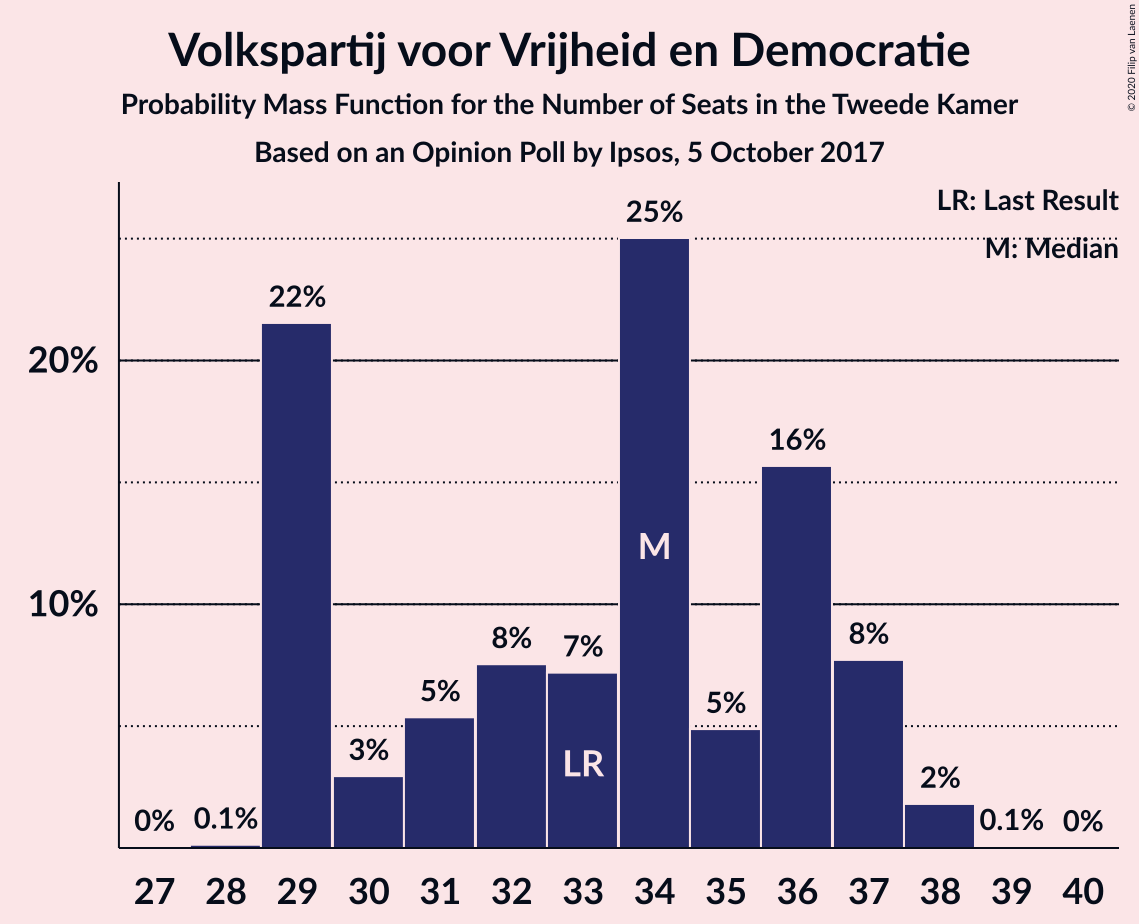 Volkspartij voor Vrijheid en Democratie
Probability Mass Function for the Number of Seats in the Tweede Kamer
Based on an Opinion Poll by Ipsos, 5 October 2017
© 2020 Filip van Laenen
LR: Last Result
M: Median
25%
22%
20%
16%
M
10%
8%
7%
8%
5%
5%
3%
LR
2%
0%
0.1%
0.1%
0%
27 28 29 30 31 32 33 34 35 36 37 38 39 40